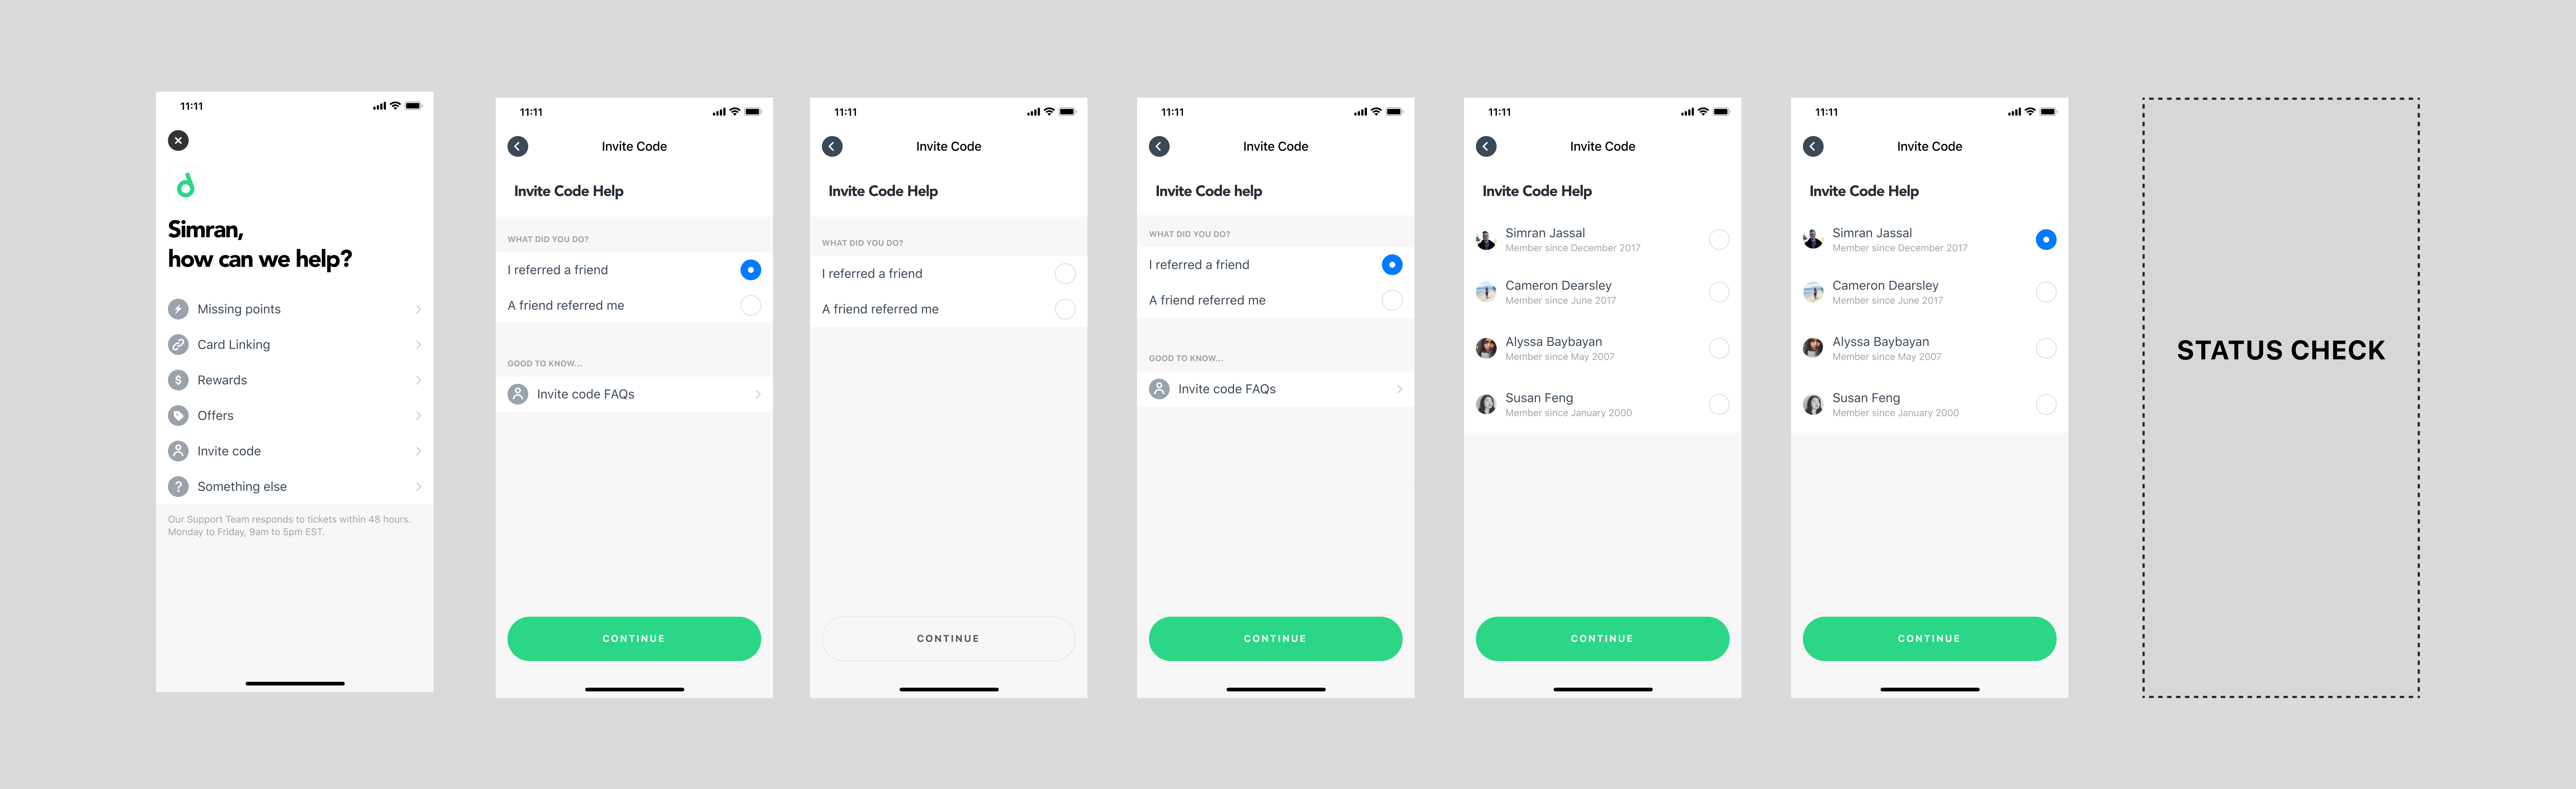 11:11
Simran,
how can we help?
Missing points
Card Linking
Rewards
Offers
Invite code
Something else
Our Support Team responds to tickets within 48 hours.
Monday to Friday, 9am to 5pm EST.
11:11
Invite Code
Invite Code Help
WHAT DID YOU DO?
I referred a friend
A friend referred me
GOOD TO KNOW...
Invite code FAQs
CONTINUE
11:11
Invite Code
Invite Code Help
WHAT DID YOU DO?
I referred a friend
A friend referred me
CONTINUE
11:11
Invite Code
Invite Code help
WHAT DID YOU DO?
I referred a friend
A friend referred me
GOOD TO KNOW...
Invite code FAQs
CONTINUE
11:11
Invite Code
Invite Code Help
Simran Jassal
Member since December 2017
Cameron Dearsley
Member since June 2017
Alyssa Baybayan
Member since May 2007
Susan Feng
Member since January 2000
CONTINUE
11:11
Invite Code
Invite Code Help
Simran Jassal
Member since December 2017
Cameron Dearsley
Member since June 2017
Alyssa Baybayan
Member since May 2007
Susan Feng
Member since January 2000
CONTINUE
STATUS CHECK